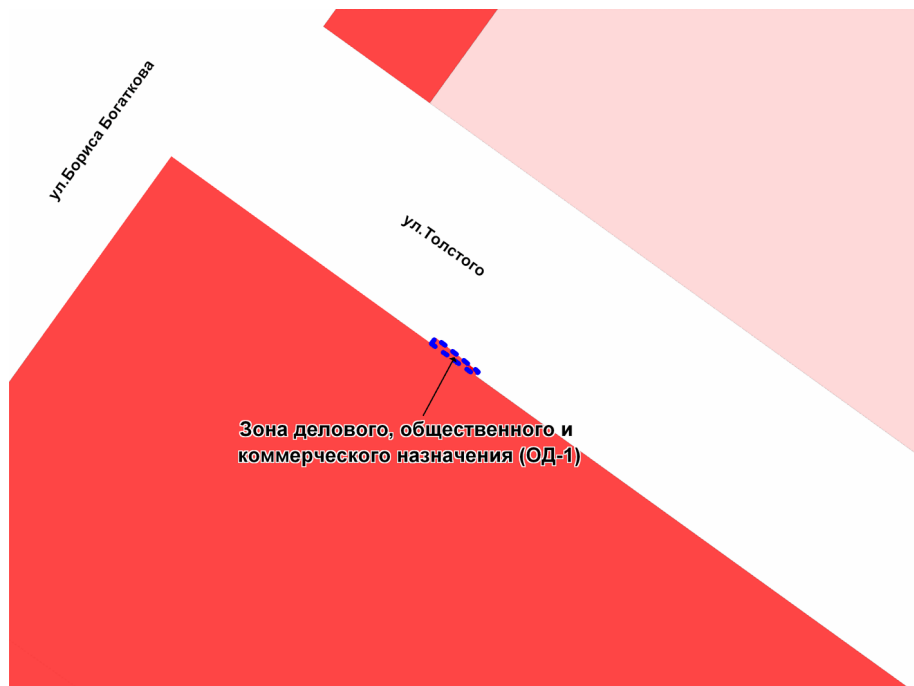 ул.Бориса Богаткова
ул.Толстого
Зона делового, общественного и
коммерческого назначения (ОД-1)